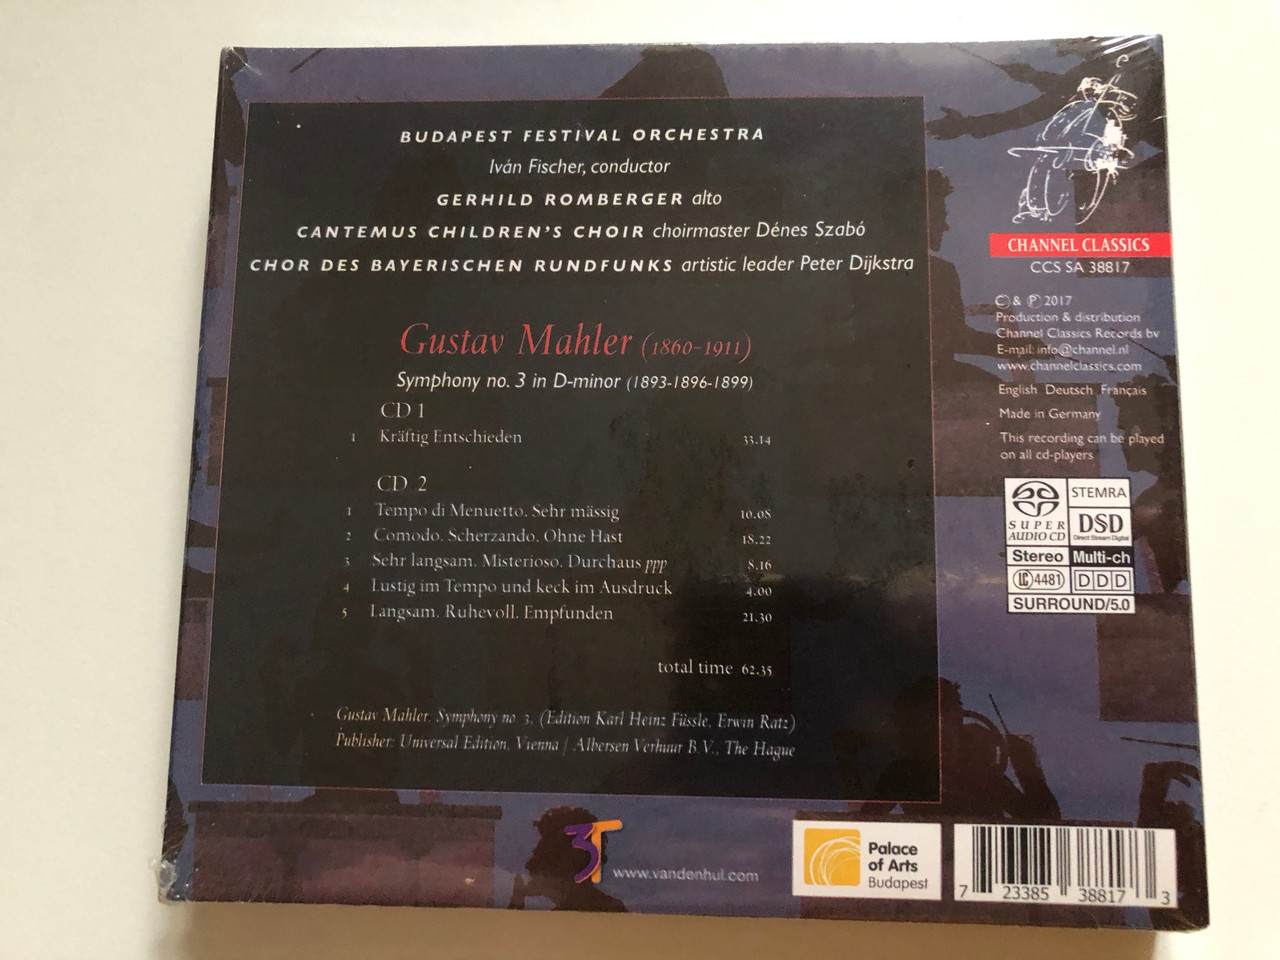 BUDAPEST FESTIVAL ORCHESTRA
Iván Fischer, conductor
GERHILD ROMBERGER alto
CANTEMUS CHILDREN'S CHOIR choirmaster Dénes Szabó
CHOR DES BAYERISCHEN RUNDFUNKS artistic leader Peter Dijkstra
Gustav Mahler (1860-1911)
Symphony no. 3 in D-minor (1893-1896-1899)
CD 1
1 Kräftig Entschieden 33.14
CD 2
1 Tempo di Menuetto. Sehr mässig 10.08
2 Comodo. Scherzando. Ohne Hast 18.22
3 Sehr langsam. Misterioso. Durchaus ppp 8.16
4 Lustig im Tempo und keck im Ausdruck 4.00
5 Langsam. Ruhevoll. Empfunden 21.30
total time 62.35
Gustav Mahler: Symphony no. 3. (Edition Karl Heinz Füssle, Erwin Ratz)
Publisher: Universal Edition, Vienna / Albersen Verhuur B.V., The Hague
CHANNEL CLASSICS
CCS SA 38817
© & ℗ 2017
Production & distribution
Channel Classics Records bv
E-mail: info@channel.nl
www.channelclassics.com
English Deutsch Français
Made in Germany
This recording can be played
on all cd-players
SUPER AUDIO CD
STEMRA
DSD
Direct Stream Digital
Stereo Multi-ch
LC 4481 DDD
SURROUND/5.0
3T
www.vandenhul.com
Palace
of Arts
Budapest
7 23385 38817 3